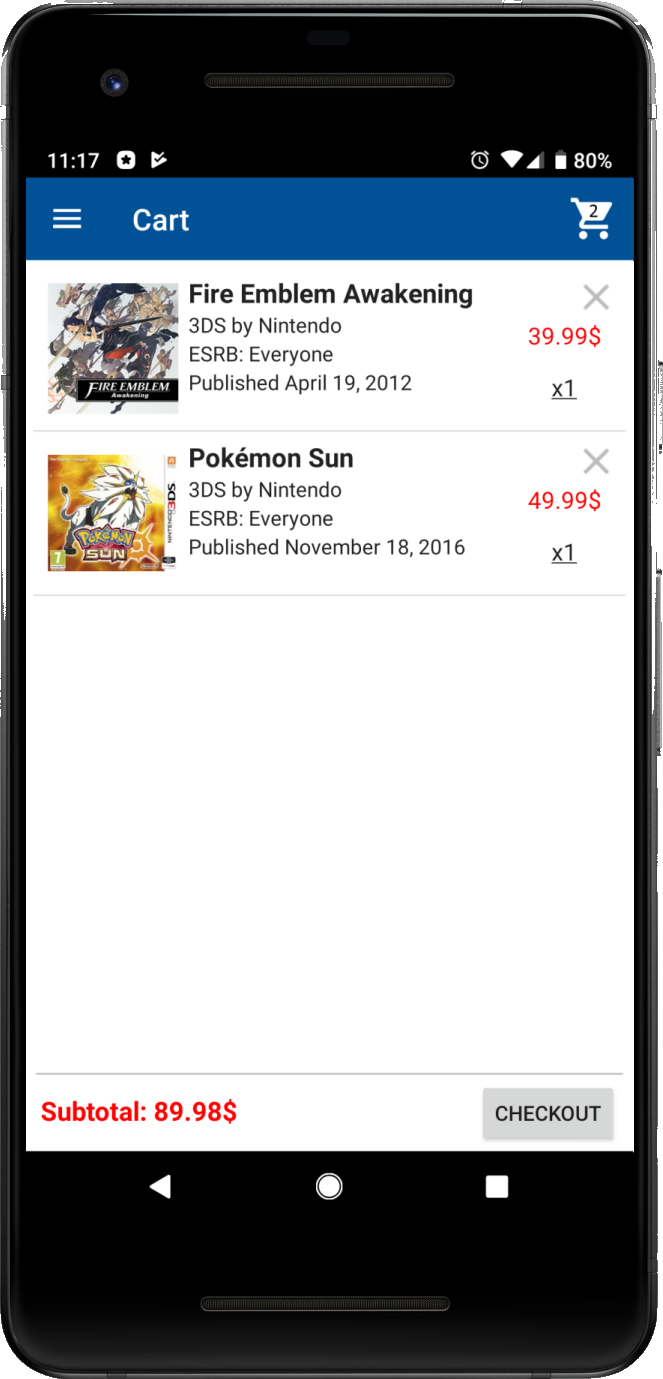 11:17
80%
Cart
2
Fire Emblem Awakening
3DS by Nintendo
39.99$
ESRB: Everyone
Published April 19, 2012
x1
FIRE EMBLEM
Awakening
Pokémon Sun
3DS by Nintendo
49.99$
ESRB: Everyone
Published November 18, 2016
x1
NINTENDO 3DS
POKÉMON
SUN
7
Subtotal: 89.98$
CHECKOUT